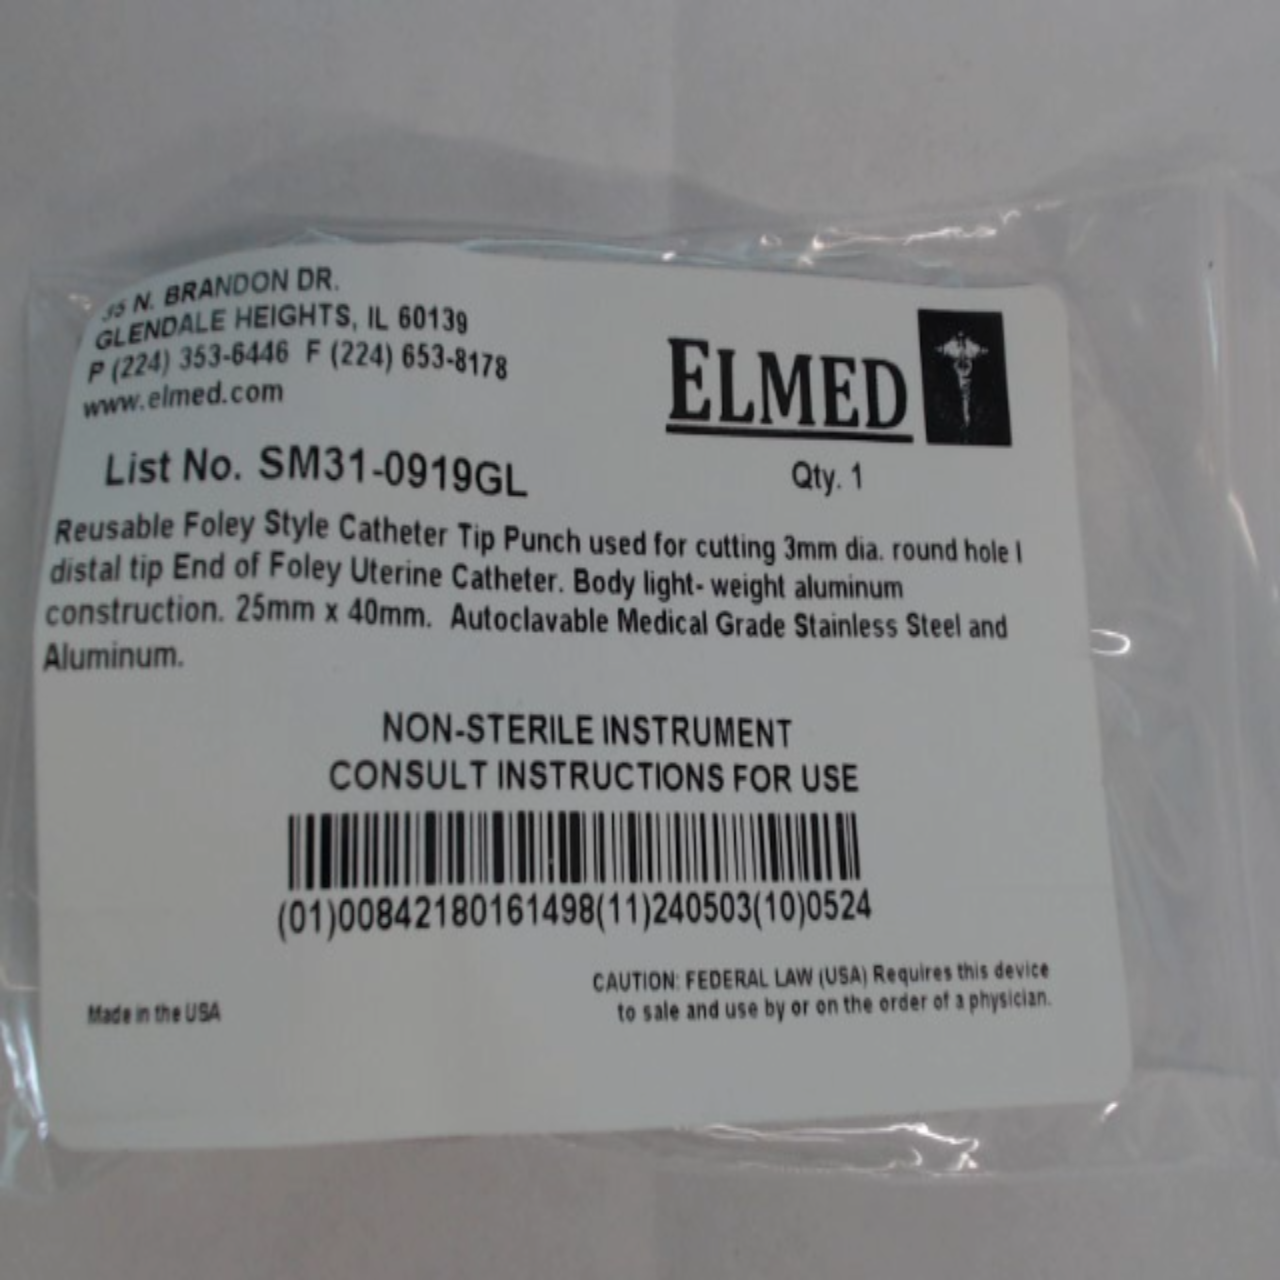 35 N. BRANDON DR.
GLENDALE HEIGHTS, IL 60139
P (224) 353-6446 F (224) 653-8178
www.elmed.com
ELMED
List No. SM31-0919GL
Qty. 1
Reusable Foley Style Catheter Tip Punch used for cutting 3mm dia. round hole I
distal tip End of Foley Uterine Catheter. Body light- weight aluminum
construction. 25mm x 40mm. Autoclavable Medical Grade Stainless Steel and
Aluminum.
NON-STERILE INSTRUMENT
CONSULT INSTRUCTIONS FOR USE
(01)00842180161498(11)240503(10)0524
CAUTION: FEDERAL LAW (USA) Requires this device
to sale and use by or on the order of a physician.
Made in the USA